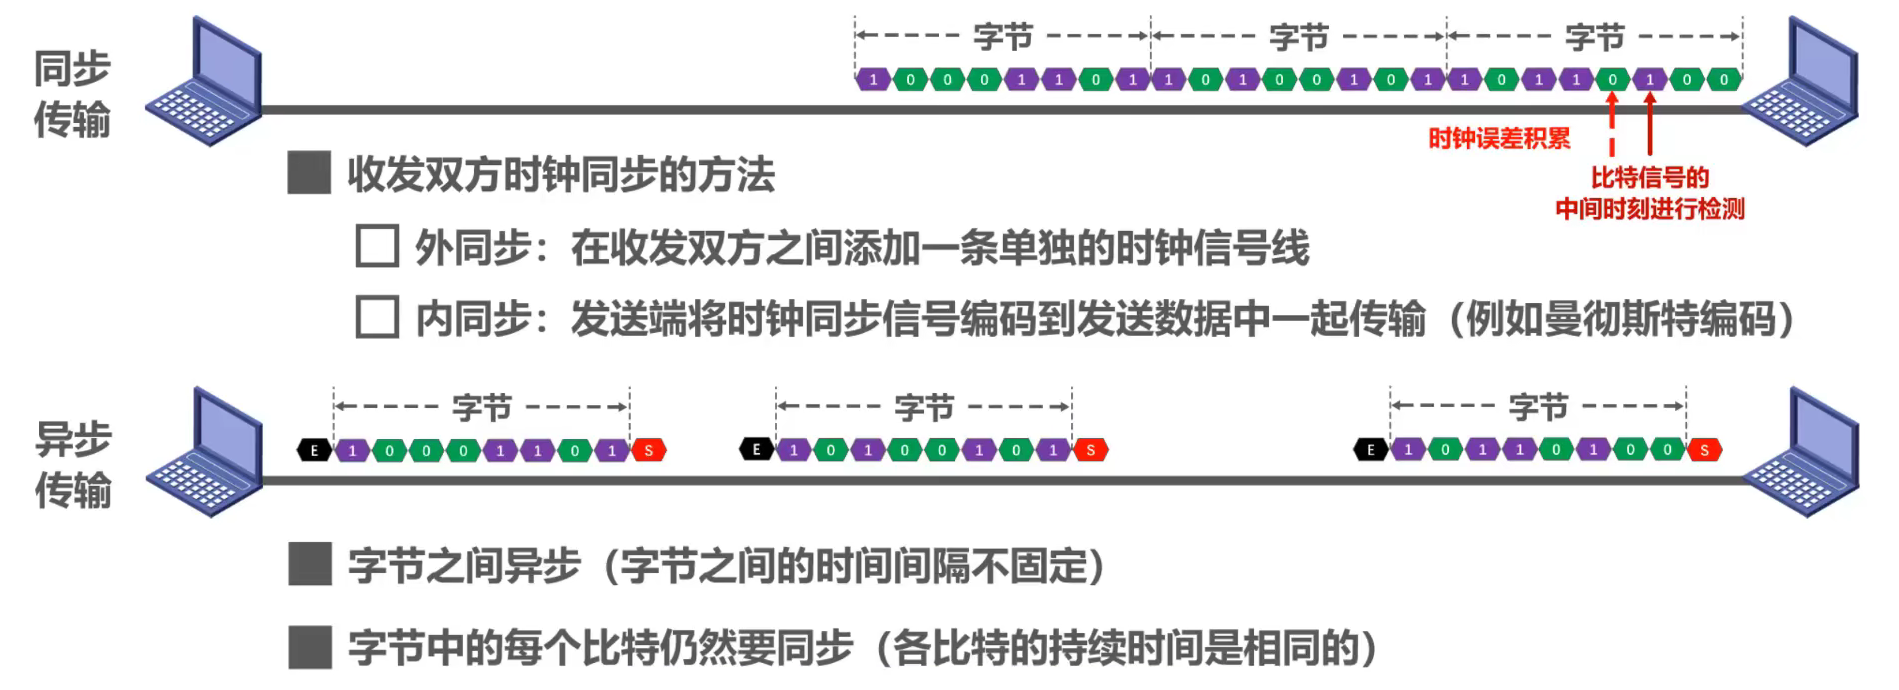 同步
传输
字节 字节 字节
1 0 0 0 1 1 0 1 1 0 1 0 0 1 0 1 1 0 1 1 0 1 0 0
时钟误差积累
比特信号的
中间时刻进行检测
收发双方时钟同步的方法
外同步：在收发双方之间添加一条单独的时钟信号线
内同步：发送端将时钟同步信号编码到发送数据中一起传输（例如曼彻斯特编码）
异步
传输
字节 字节 字节
E 1 0 0 0 1 1 0 1 S E 1 0 1 0 0 1 0 1 S E 1 0 1 1 0 1 0 0 S
字节之间异步（字节之间的时间间隔不固定）
字节中的每个比特仍然要同步（各比特的持续时间是相同的）